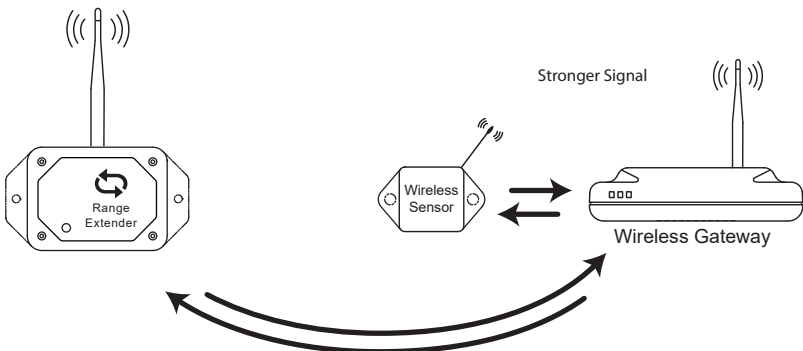 Stronger Signal
Range
Extender
Wireless
Sensor
Wireless Gateway